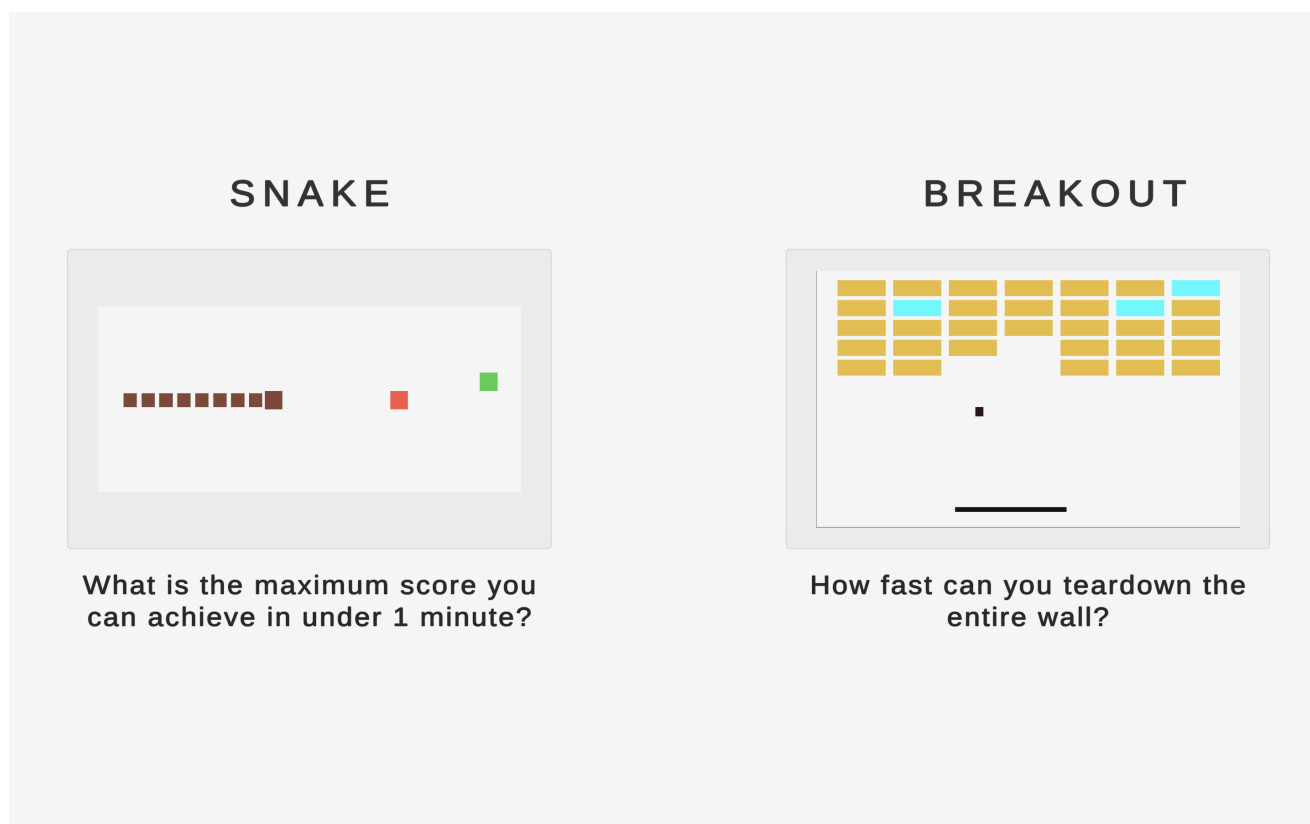 SNAKE
What is the maximum score you
can achieve in under 1 minute?
BREAKOUT
How fast can you teardown the
entire wall?